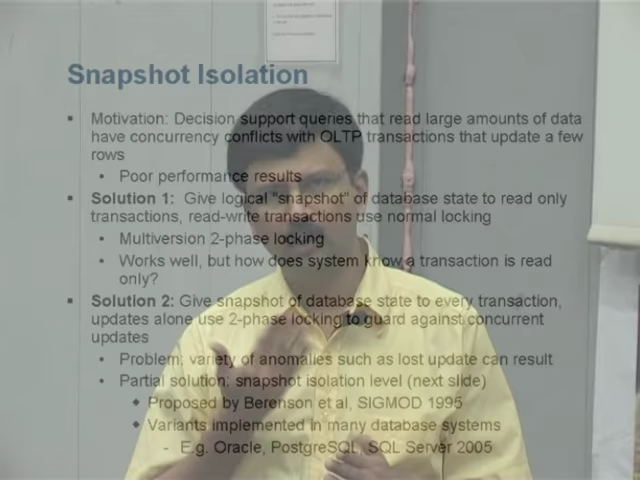 Snapshot Isolation
▪ Motivation: Decision support queries that read large amounts of data
have concurrency conflicts with OLTP transactions that update a few
rows
• Poor performance results
▪ Solution 1: Give logical "snapshot" of database state to read only
transactions, read-write transactions use normal locking
• Multiversion 2-phase locking
• Works well, but how does system know a transaction is read
only?
▪ Solution 2: Give snapshot of database state to every transaction,
updates alone use 2-phase locking to guard against concurrent
updates
• Problem: variety of anomalies such as lost update can result
• Partial solution: snapshot isolation level (next slide)
◆ Proposed by Berenson et al, SIGMOD 1995
◆ Variants implemented in many database systems
- E.g. Oracle, PostgreSQL, SQL Server 2005